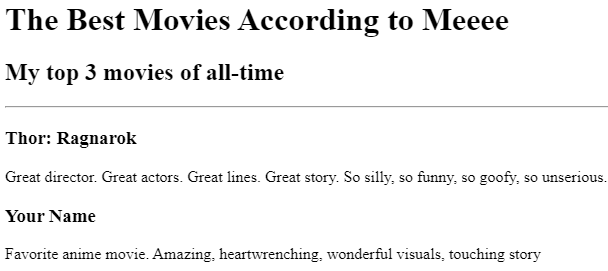 The Best Movies According to Meeee
My top 3 movies of all-time
Thor: Ragnarok
Great director. Great actors. Great lines. Great story. So silly, so funny, so goofy, so unserious.
Your Name
Favorite anime movie. Amazing, heartwrenching, wonderful visuals, touching story